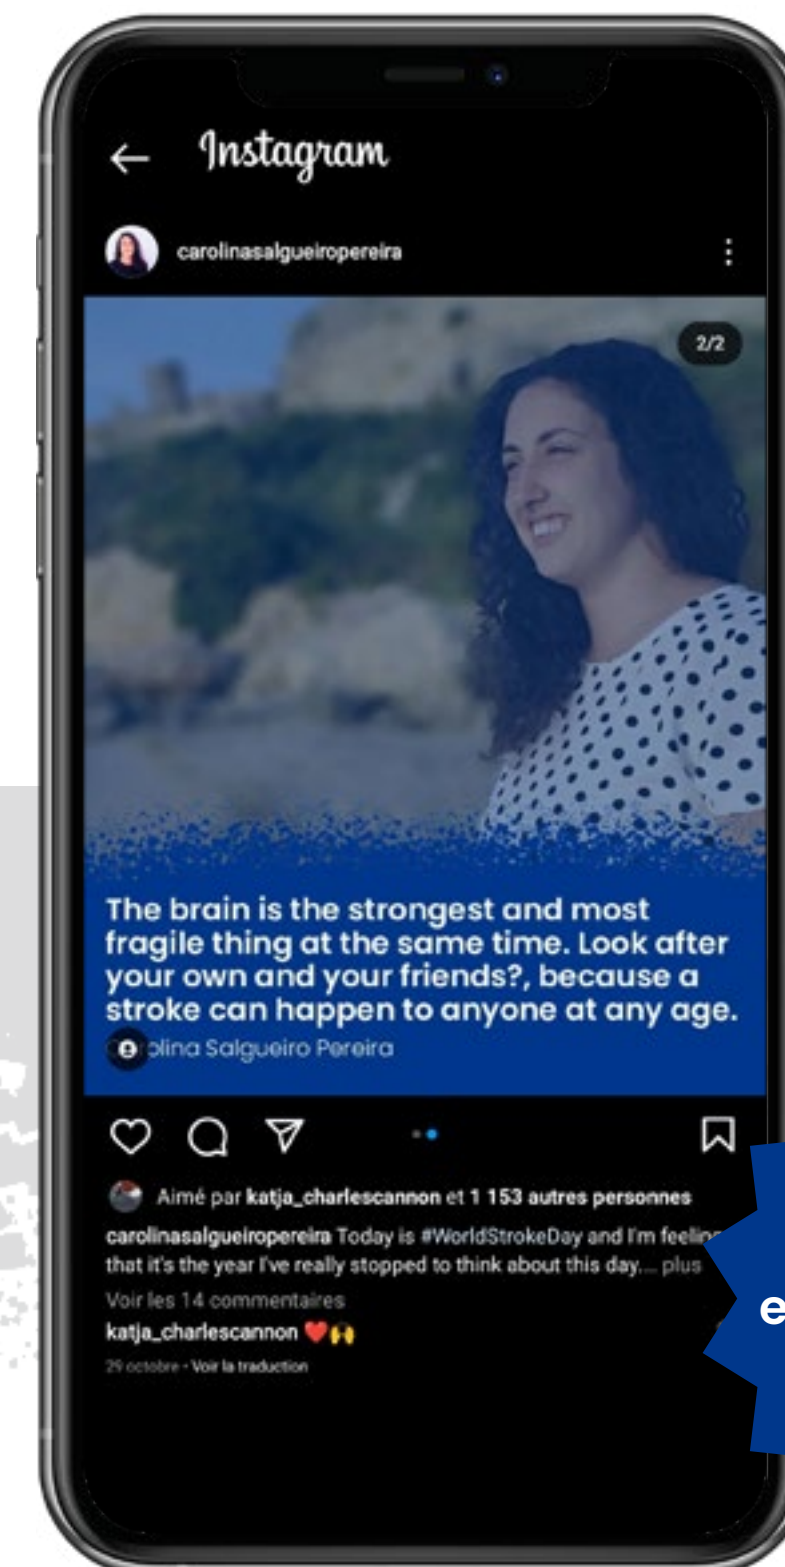 Instagram
carolinasalgueiropereira
2/2
The brain is the strongest and most
fragile thing at the same time. Look after
your own and your friends?, because a
stroke can happen to anyone at any age.
olina Salgueiro Pereira
Aimé par katja_charlescannon et 1 153 autres personnes
carolinasalgueiropereira Today is #WorldStrokeDay and I'm feeling
that it's the year I've really stopped to think about this day.... plus
Voir les 14 commentaires
katja_charlescannon ❤️🙌
29 octobre • Voir la traduction
e